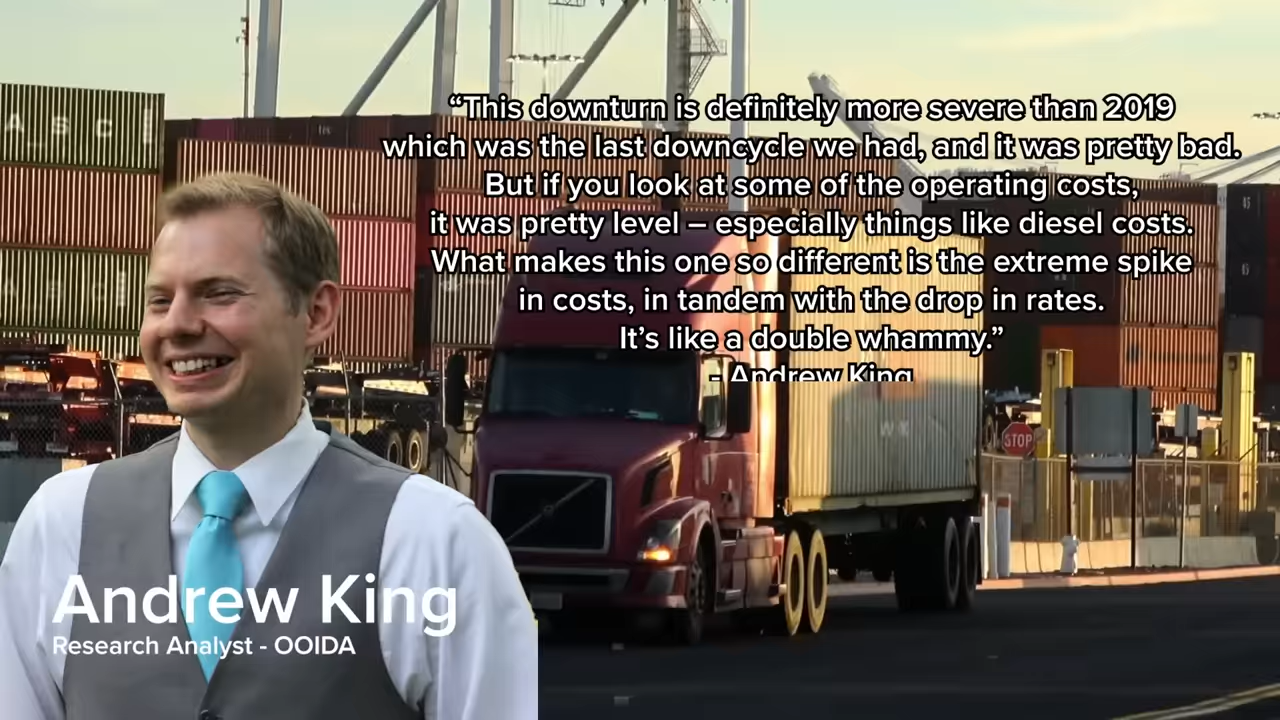 “This downturn is definitely more severe than 2019
which was the last downcycle we had, and it was pretty bad.
But if you look at some of the operating costs,
it was pretty level – especially things like diesel costs.
What makes this one so different is the extreme spike
in costs, in tandem with the drop in rates.
It’s like a double whammy.”
- Andrew King
STOP
Andrew King
Research Analyst - OOIDA